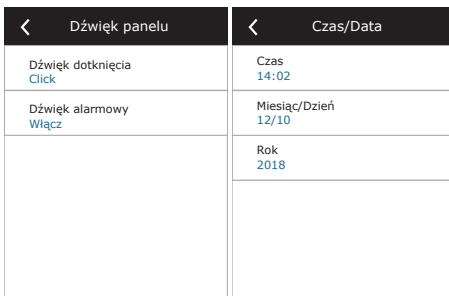 Dźwięk panelu
Dźwięk dotknięcia
Click
Dźwięk alarmowy
Włącz
Czas/Data
Czas
14:02
Miesiąc/Dzień
12/10
Rok
2018